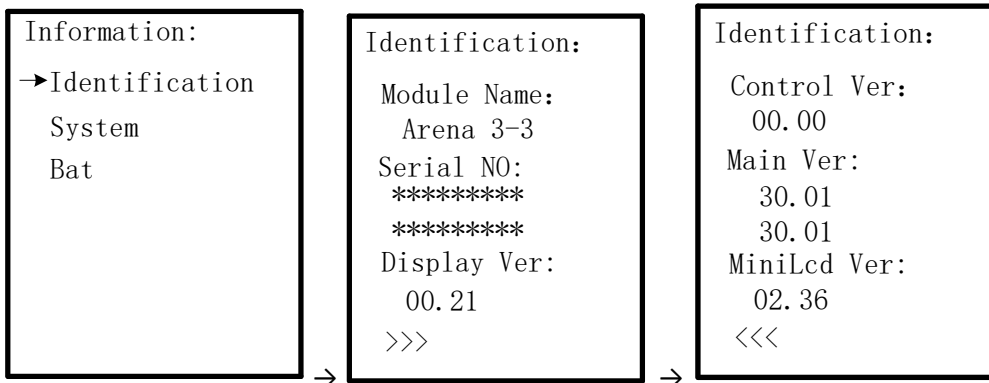 Information:
→Identification
System
Bat
→
Identification：
Module Name：
Arena 3-3
Serial NO:
*********
*********
Display Ver:
00.21
>>>
→
Identification：
Control Ver：
00.00
Main Ver:
30.01
30.01
MiniLcd Ver:
02.36
<<<